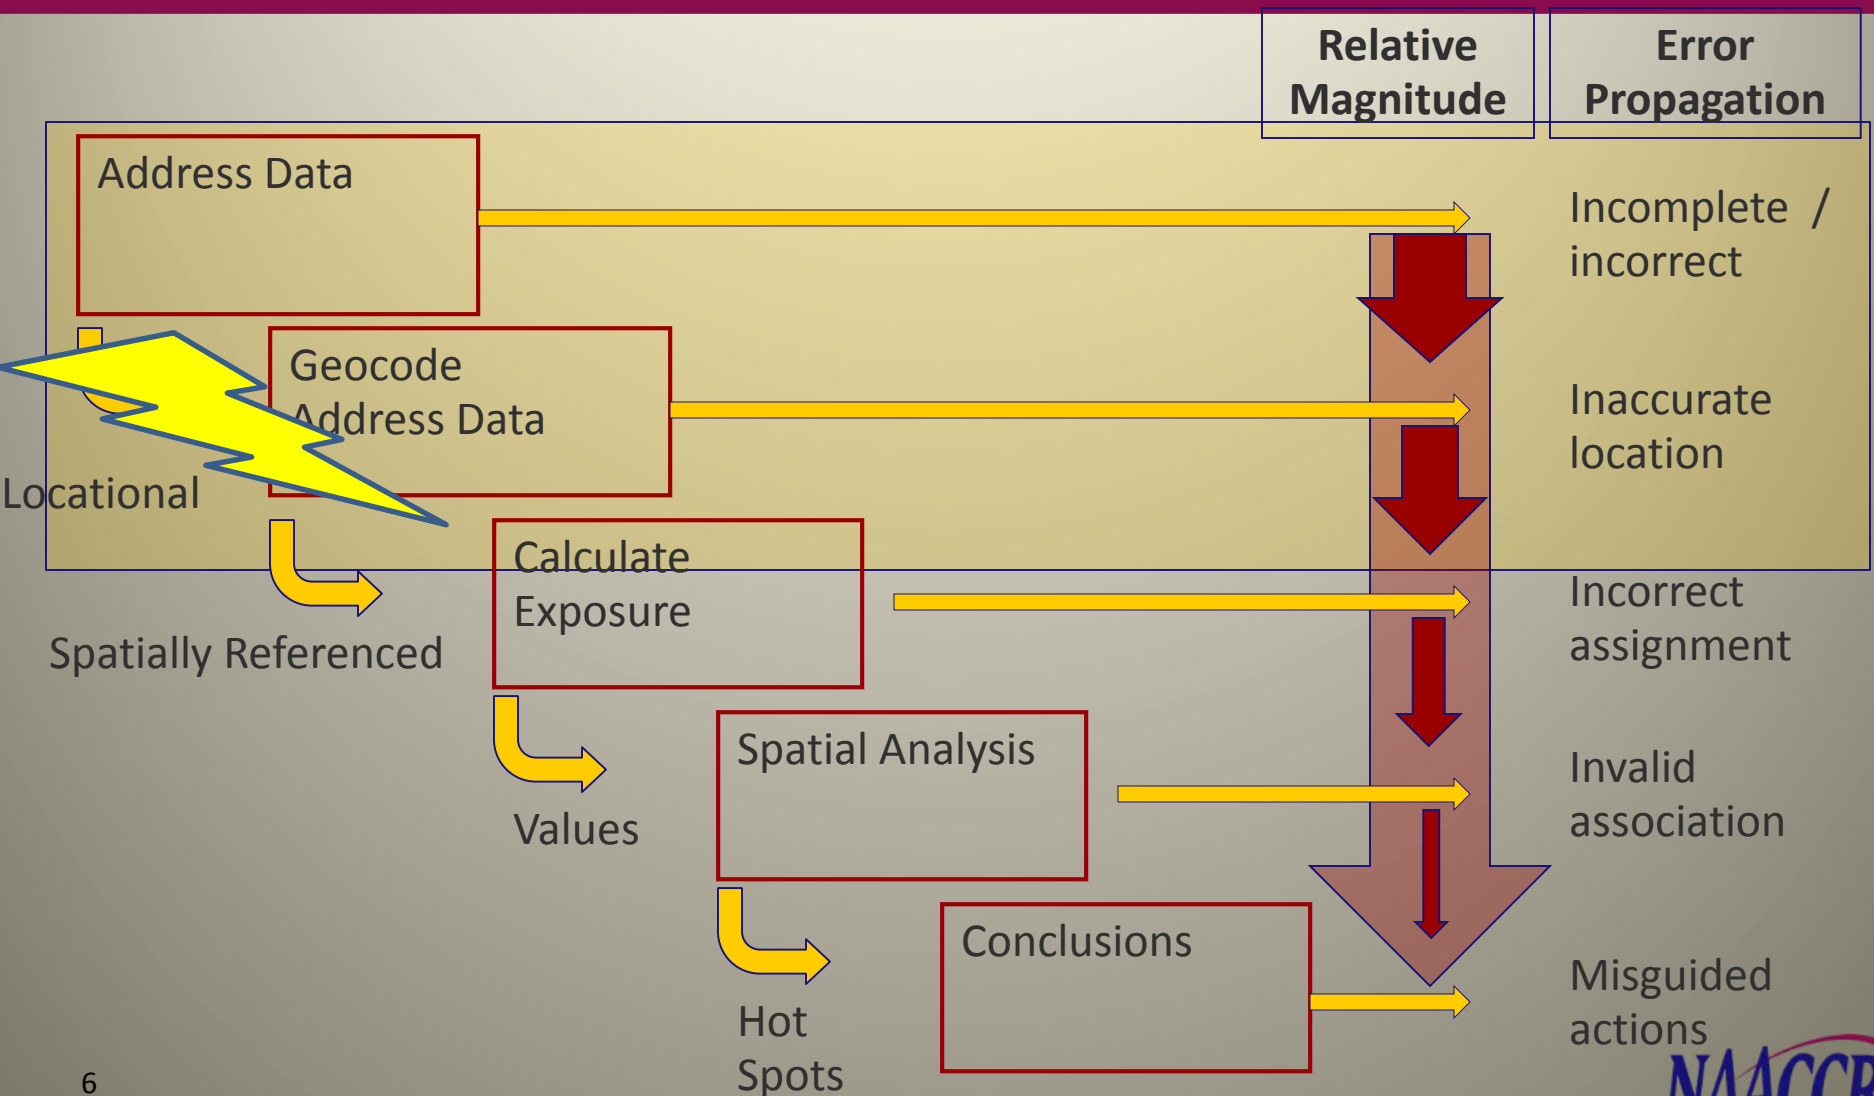 Relative
Magnitude
Error
Propagation
Address Data
Incomplete /
incorrect
Geocode
Address Data
Inaccurate
location
Locational
Calculate
Exposure
Incorrect
assignment
Spatially Referenced
Spatial Analysis
Invalid
association
Values
Conclusions
Misguided
actions
Hot
Spots
6
NAACCR